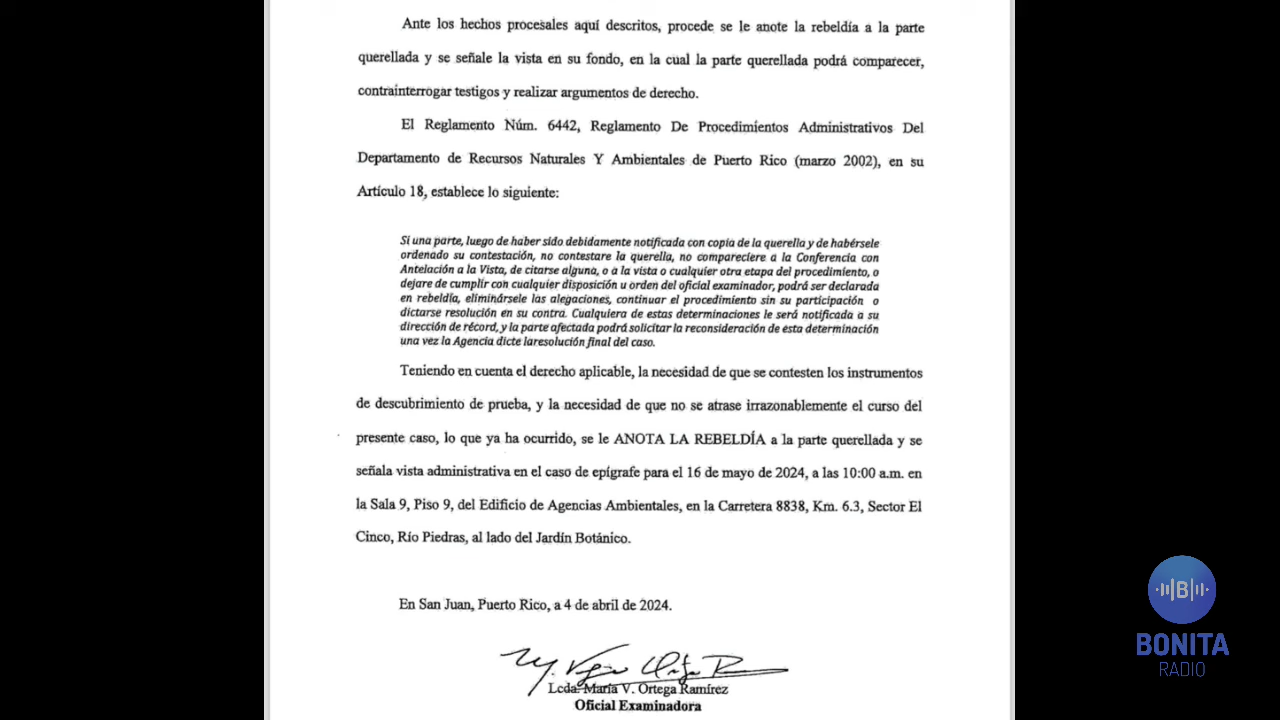 Ante los hechos procesales aquí descritos, procede se le anote la rebeldía a la parte
querellada y se señale la vista en su fondo, en la cual la parte querellada podrá comparecer,
contrainterrogar testigos y realizar argumentos de derecho.
El Reglamento Núm. 6442, Reglamento De Procedimientos Administrativos Del
Departamento de Recursos Naturales Y Ambientales de Puerto Rico (marzo 2002), en su
Artículo 18, establece lo siguiente:
Si una parte, luego de haber sido debidamente notificada con copia de la querella y de habérsele
ordenado su contestación, no contestare la querella, no compareciere a la Conferencia con
Antelación a la Vista, de citarse alguna, o a la vista o cualquier otra etapa del procedimiento, o
dejare de cumplir con cualquier disposición u orden del oficial examinador, podrá ser declarada
en rebeldía, eliminársele las alegaciones, continuar el procedimiento sin su participación o
dictarse resolución en su contra. Cualquiera de estas determinaciones le será notificada a su
dirección de récord, y la parte afectada podrá solicitar la reconsideración de esta determinación
una vez la Agencia dicte laresolución final del caso.
Teniendo en cuenta el derecho aplicable, la necesidad de que se contesten los instrumentos
de descubrimiento de prueba, y la necesidad de que no se atrase irrazonablemente el curso del
presente caso, lo que ya ha ocurrido, se le ANOTA LA REBELDÍA a la parte querellada y se
señala vista administrativa en el caso de epígrafe para el 16 de mayo de 2024, a las 10:00 a.m. en
la Sala 9, Piso 9, del Edificio de Agencias Ambientales, en la Carretera 8838, Km. 6.3, Sector El
Cinco, Río Piedras, al lado del Jardín Botánico.
En San Juan, Puerto Rico, a 4 de abril de 2024.
Lcda. María V. Ortega Ramírez
Oficial Examinadora
B
BONITA
RADIO